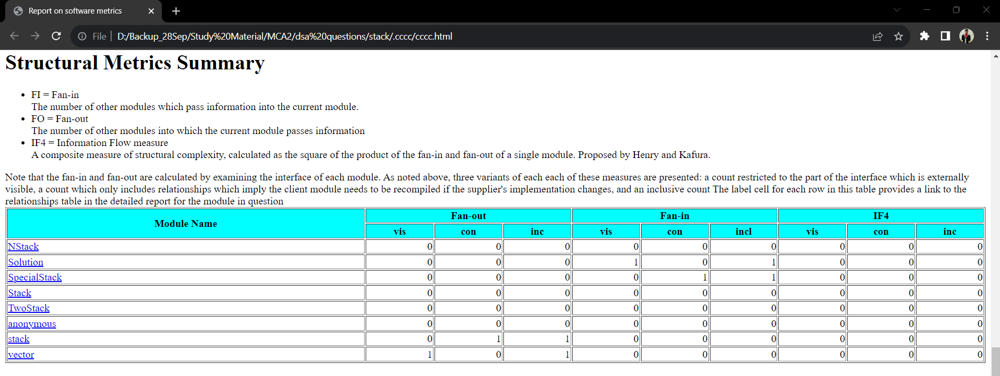 Report on software metrics
File | D:/Backup_28Sep/Study%20Material/MCA2/dsa%20questions/stack/.cccc/cccc.html
Structural Metrics Summary
• FI = Fan-in
The number of other modules which pass information into the current module.
• FO = Fan-out
The number of other modules into which the current module passes information
• IF4 = Information Flow measure
A composite measure of structural complexity, calculated as the square of the product of the fan-in and fan-out of a single module. Proposed by Henry and Kafura.
Note that the fan-in and fan-out are calculated by examining the interface of each module. As noted above, three variants of each each of these measures are presented: a count restricted to the part of the interface which is externally
visible, a count which only includes relationships which imply the client module needs to be recompiled if the supplier's implementation changes, and an inclusive count The label cell for each row in this table provides a link to the
relationships table in the detailed report for the module in question
Module Name Fan-out Fan-in IF4
vis con inc vis con incl vis con inc
NStack 0 0 0 0 0 0 0 0 0
Solution 0 0 0 1 0 1 0 0 0
SpecialStack 0 0 0 0 1 1 0 0 0
Stack 0 0 0 0 0 0 0 0 0
TwoStack 0 0 0 0 0 0 0 0 0
anonymous 0 0 0 0 0 0 0 0 0
stack 0 1 1 0 0 0 0 0 0
vector 1 0 1 0 0 0 0 0 0